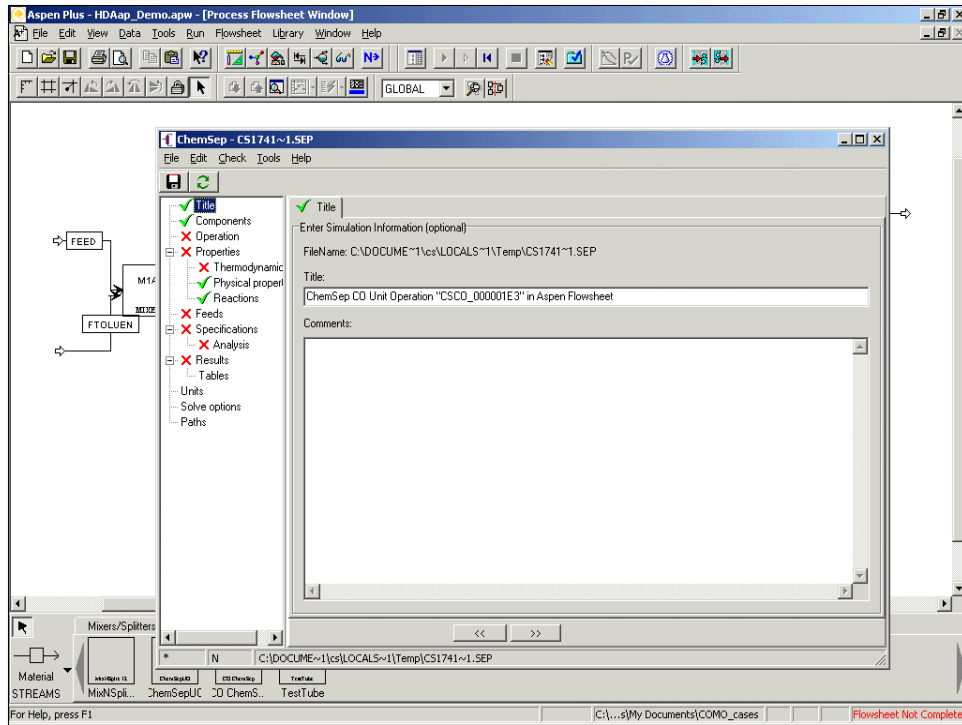 Aspen Plus - HDAap_Demo.apw - [Process Flowsheet Window]
File Edit View Data Tools Run Flowsheet Library Window Help
N>
GLOBAL
ChemSep - CS1741~1.SEP
File Edit Check Tools Help
Title
Components
Operation
Properties
Thermodynamic
Physical propert
Reactions
Feeds
Specifications
Analysis
Results
Tables
Units
Solve options
Paths
Title
Enter Simulation Information (optional)
FileName: C:\DOCUME~1\cs\LOCALS~1\Temp\CS1741~1.SEP
Title:
ChemSep CO Unit Operation "CSCO_000001E3" in Aspen Flowsheet
Comments:
<< >>
* N C:\DOCUME~1\cs\LOCALS~1\Temp\CS1741~1.SEP
FEED
M1A
MIXE
FTOLUEN
Mixers/Splitters
Material
STREAMS
MixNSpli... ChemSepUC CO ChemS.. TestTube
For Help, press F1
C:\...s\My Documents\COMO_cases
Flowsheet Not Complete